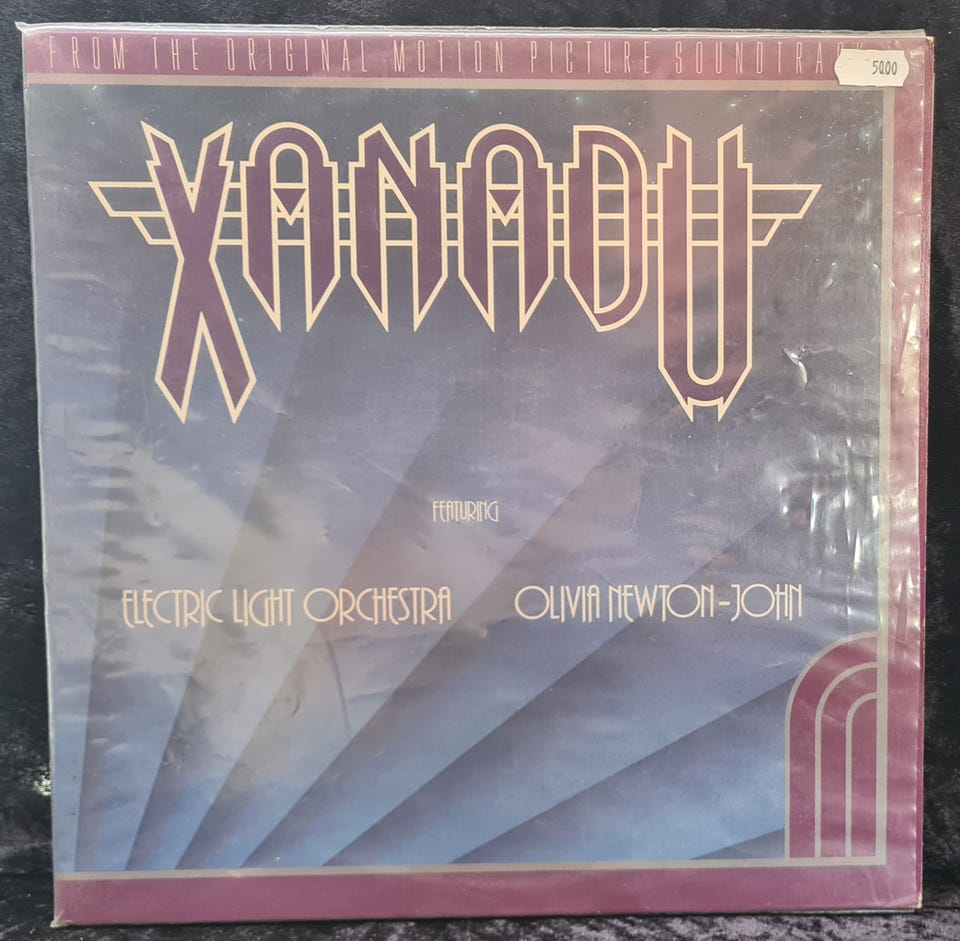 FROM THE ORIGINAL MOTION PICTURE SOUNDTRACK
5000
XANADU
FEATURING
ELECTRIC LIGHT ORCHESTRA OLIVIA NEWTON-JOHN